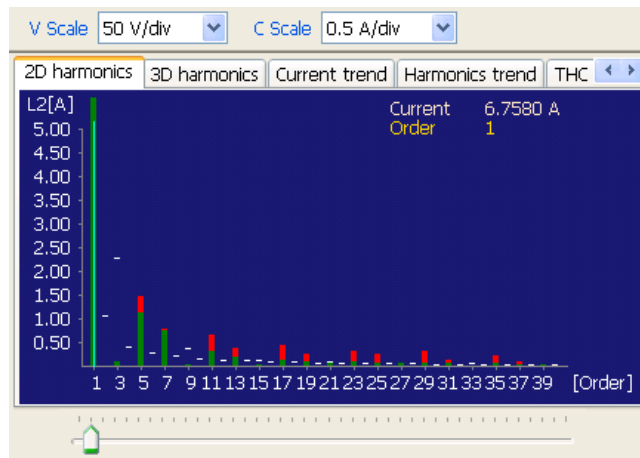 V Scale 50 V/div C Scale 0.5 A/div
2D harmonics 3D harmonics Current trend Harmonics trend THC
L2[A] Current 6.7580 A
Order 1
5.00
4.50
4.00
3.50
3.00
2.50
2.00
1.50
1.00
0.50
1 3 5 7 9 11 13 15 17 19 21 23 25 27 29 31 33 35 37 39 [Order]